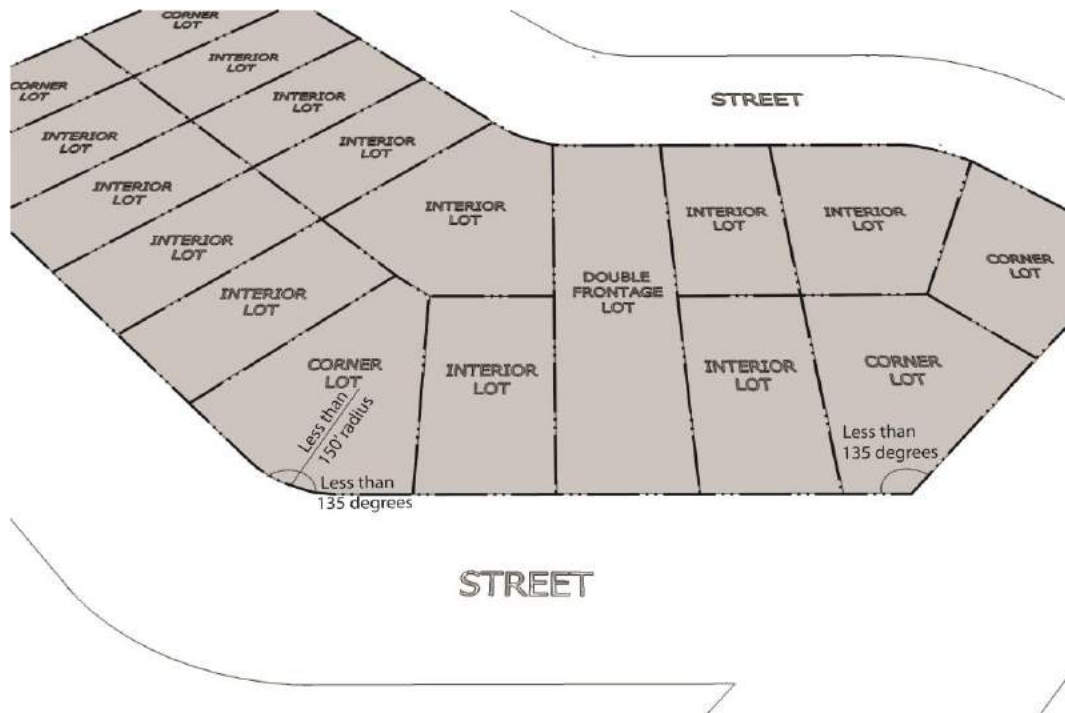 CORNER
LOT
INTERIOR
LOT
CORNER
LOT
INTERIOR
LOT
STREET
INTERIOR
LOT
INTERIOR
LOT
INTERIOR
LOT
INTERIOR
LOT
INTERIOR
LOT
INTERIOR
LOT
INTERIOR
LOT
INTERIOR
LOT
CORNER
LOT
DOUBLE
FRONTAGE
LOT
INTERIOR
LOT
CORNER
LOT
INTERIOR
LOT
INTERIOR
LOT
CORNER
LOT
Less than
150' radius
Less than
135 degrees
Less than
135 degrees
STREET